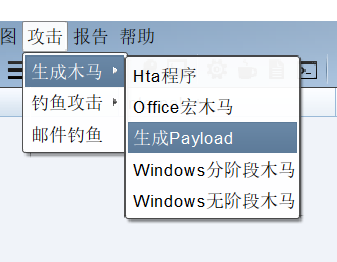 图 攻击 报告 帮助
生成木马
钓鱼攻击
邮件钓鱼
Hta程序
Office宏木马
生成Payload
Windows分阶段木马
Windows无阶段木马